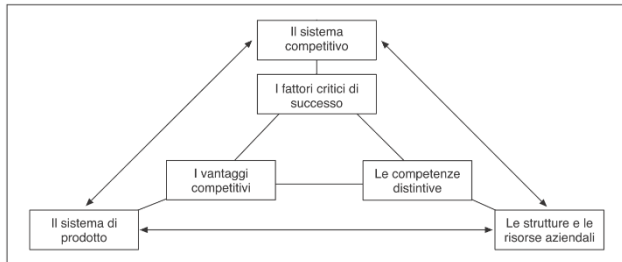 Il sistema
competitivo
I fattori critici di
successo
I vantaggi
competitivi
Le competenze
distintive
Il sistema di
prodotto
Le strutture e le
risorse aziendali